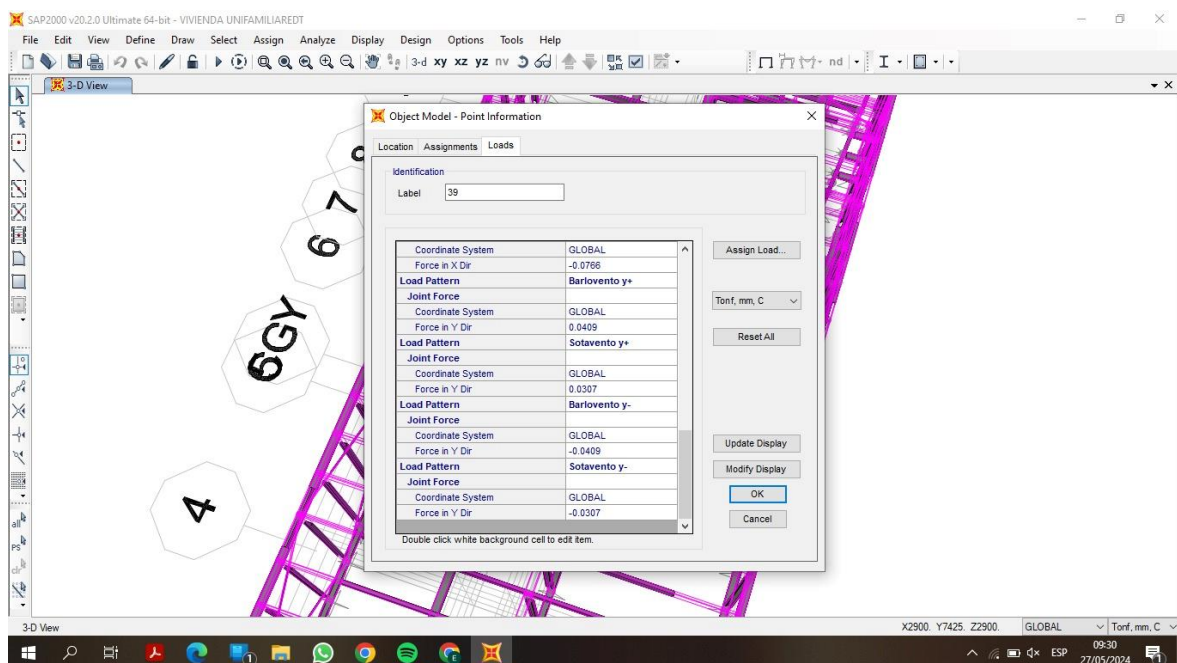 SAP2000 v20.2.0 Ultimate 64-bit - VIVIENDA UNIFAMILIAREDT
File Edit View Define Draw Select Assign Analyze Display Design Options Tools Help
3-d xy xz yz nv nd
3-D View
Object Model - Point Information
Location Assignments Loads
Identification
Label 39
Coordinate System GLOBAL
Force in X Dir -0.0766
Load Pattern Barlovento y+
Joint Force
Coordinate System GLOBAL
Force in Y Dir 0.0409
Load Pattern Sotavento y+
Joint Force
Coordinate System GLOBAL
Force in Y Dir 0.0307
Load Pattern Barlovento y-
Joint Force
Coordinate System GLOBAL
Force in Y Dir -0.0409
Load Pattern Sotavento y-
Joint Force
Coordinate System GLOBAL
Force in Y Dir -0.0307
Double click white background cell to edit item.
Assign Load...
Tonf, mm, C
Reset All
Update Display
Modify Display
OK
Cancel
7
6
6GY
4
all
PS
clr
3-D View
X2900. Y7425. Z2900. GLOBAL Tonf, mm, C
ESP
09:30
27/05/2024